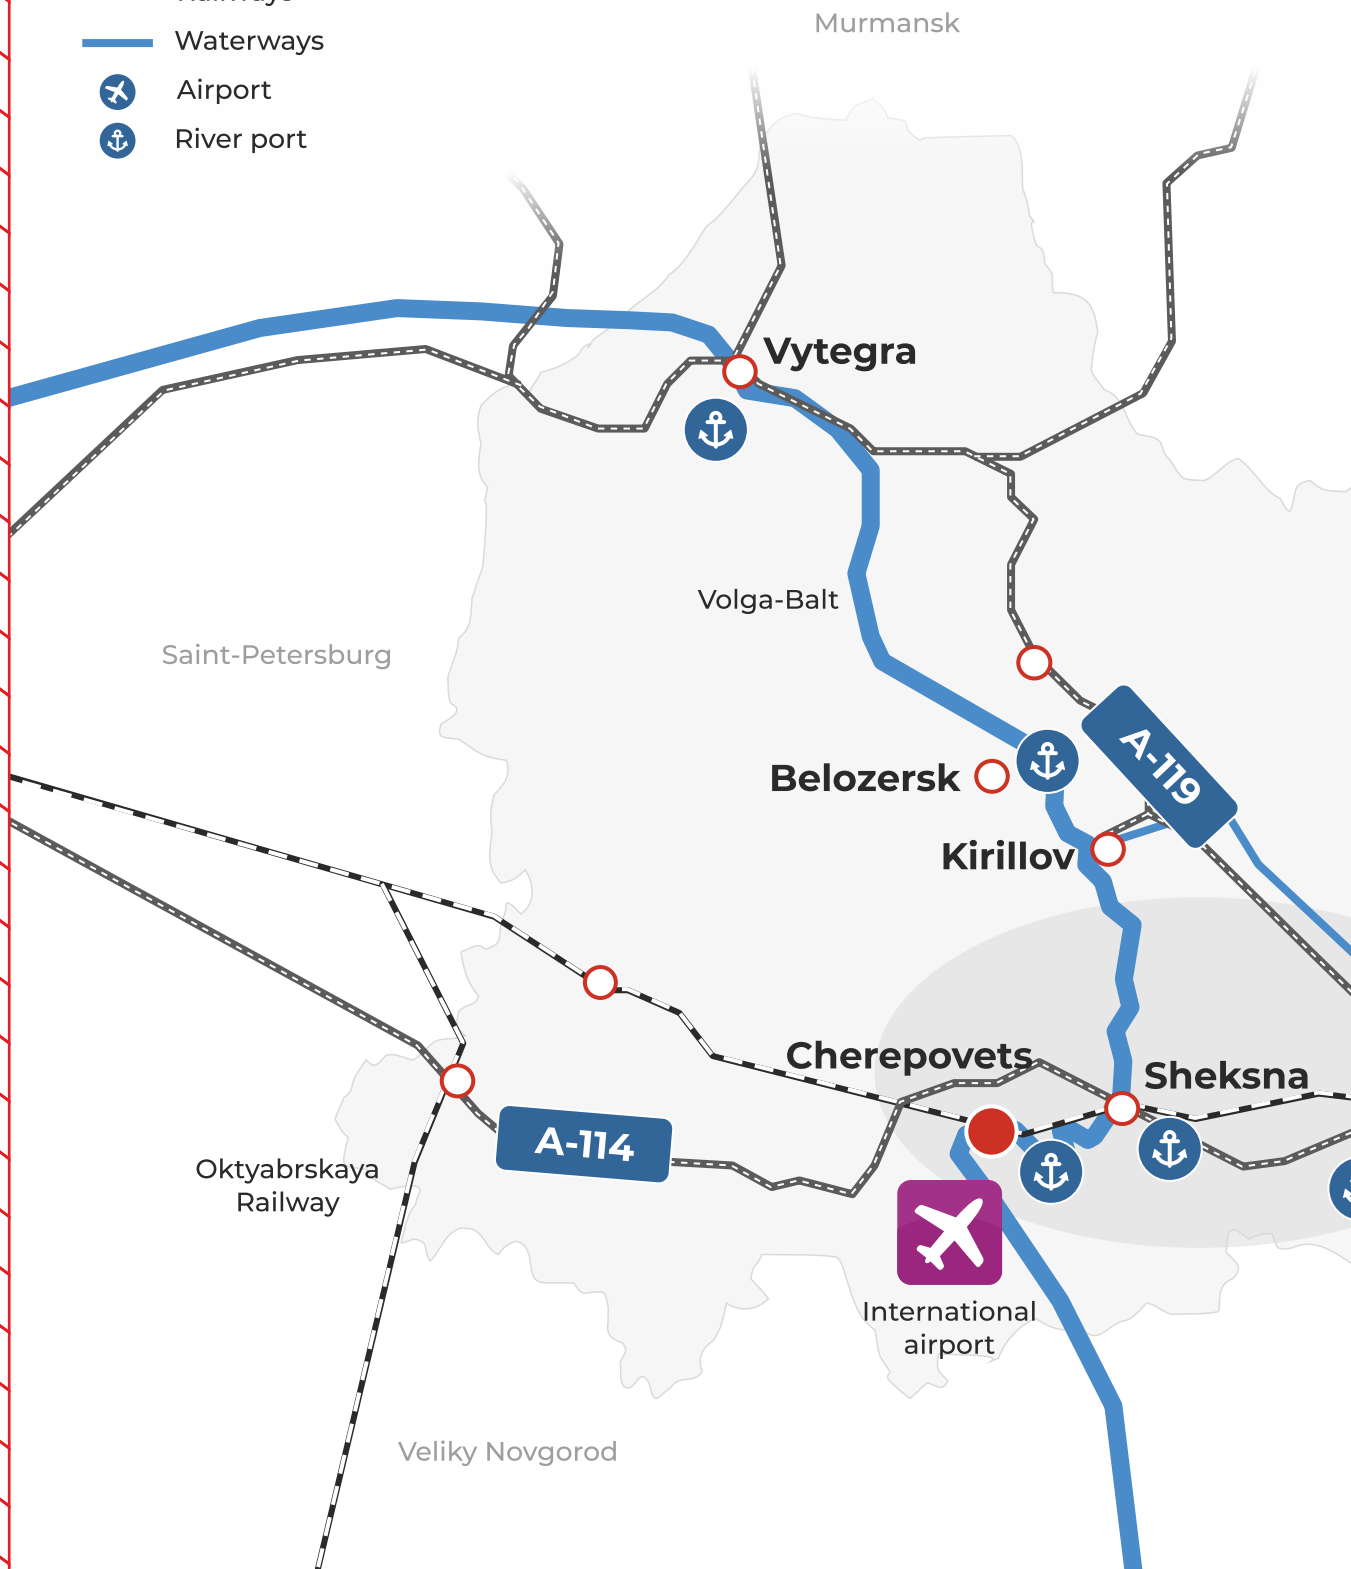 Railways
Waterways
Airport
River port
Murmansk
Vytegra
Volga-Balt
Saint-Petersburg
A-119
Belozersk
Kirillov
Cherepovets
Sheksna
A-114
Oktyabrskaya
Railway
International
airport
Veliky Novgorod